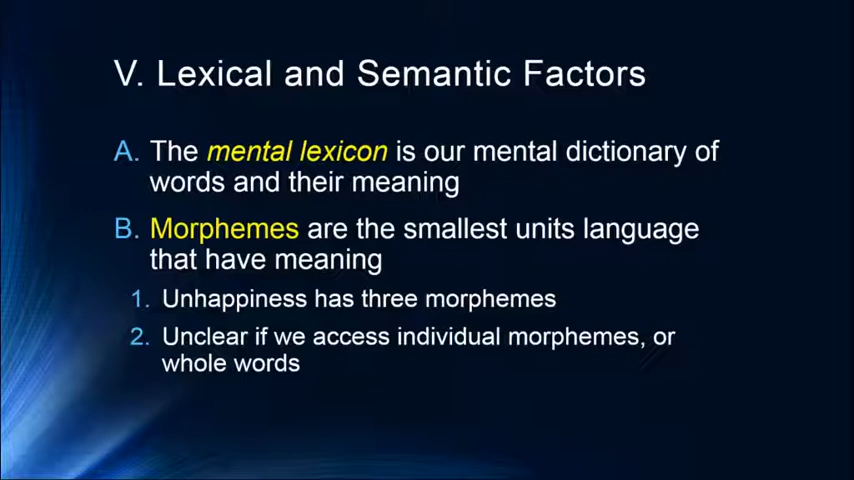 V. Lexical and Semantic Factors
A. The mental lexicon is our mental dictionary of
words and their meaning
B. Morphemes are the smallest units language
that have meaning
1. Unhappiness has three morphemes
2. Unclear if we access individual morphemes, or
whole words